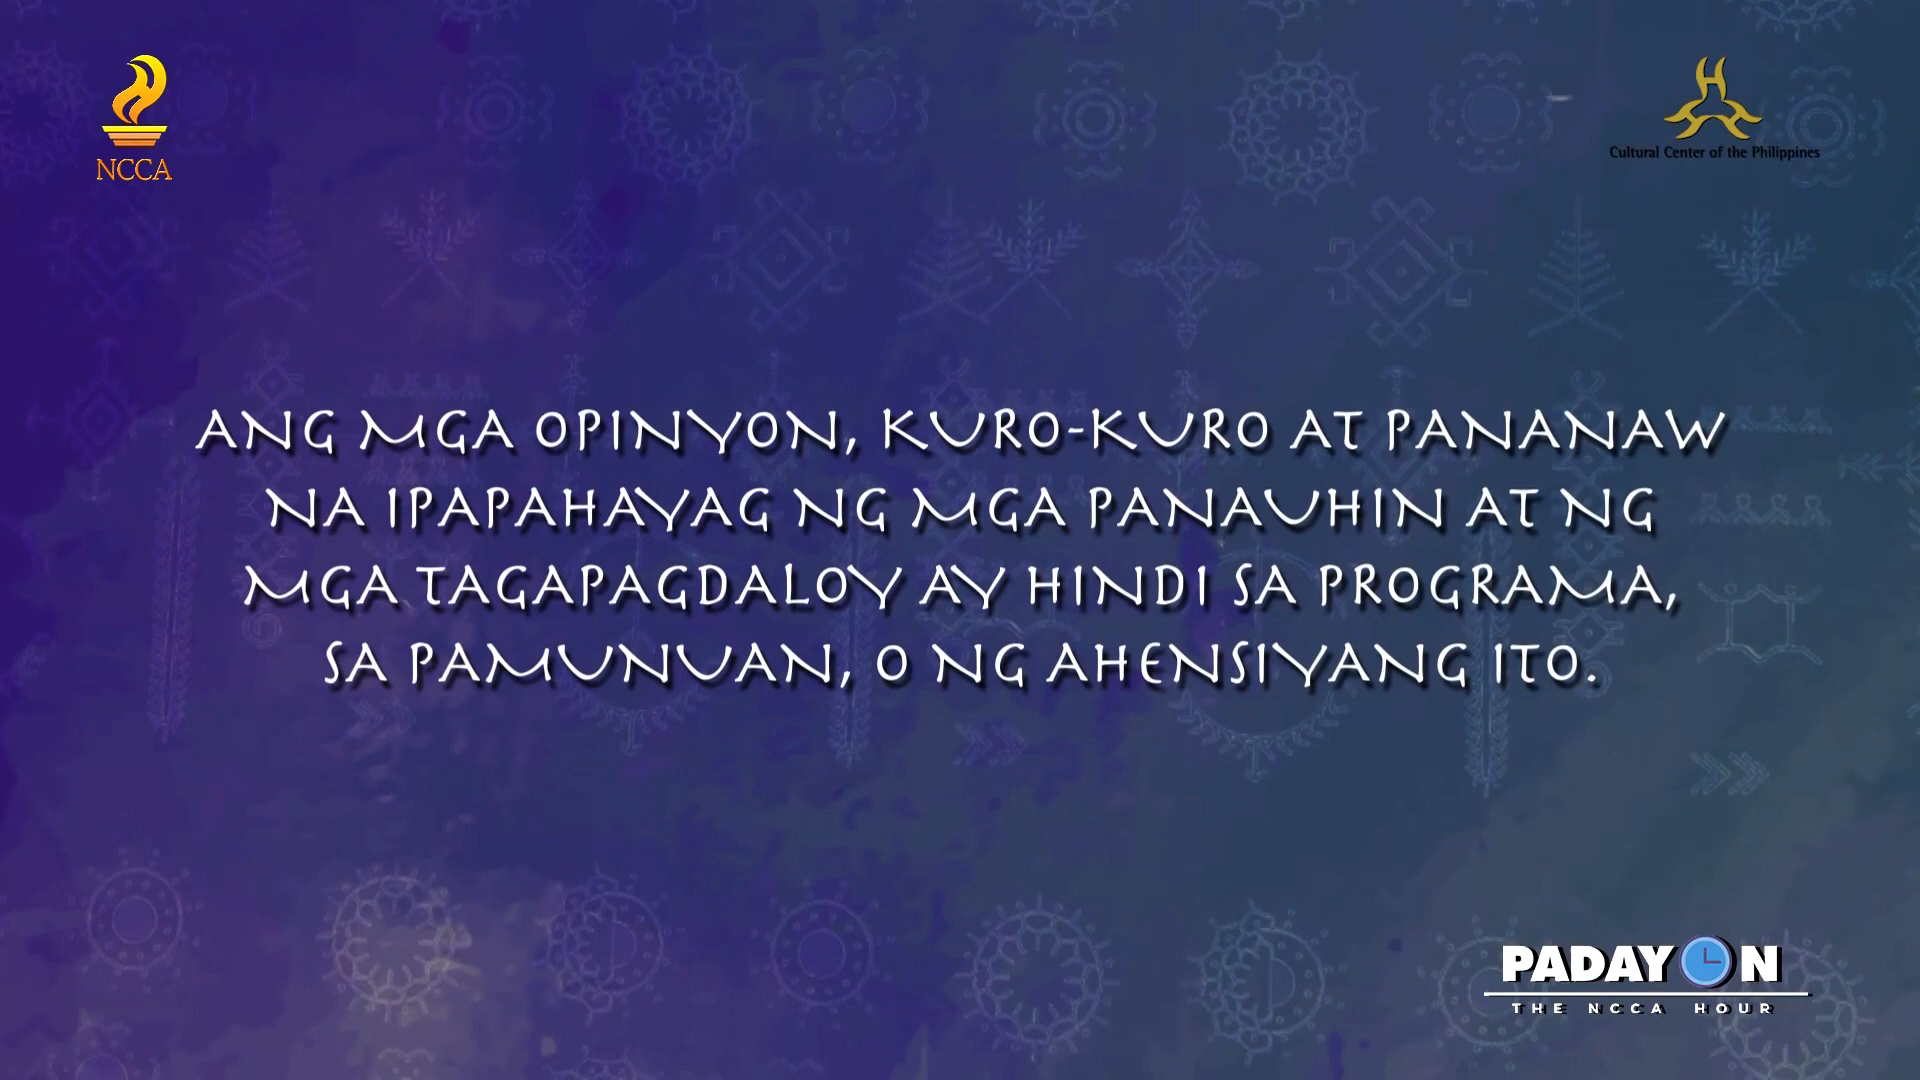 NCCA
Cultural Center of the Philippines
ANG MGA OPINYON, KURO-KURO AT PANANAW
NA IPAPAHAYAG NG MGA PANAUHIN AT NG
MGA TAGAPAGDALOY AY HINDI SA PROGRAMA,
SA PAMUNUAN, O NG AHENSIYANG ITO.
PADAYON
THE NCCA HOUR